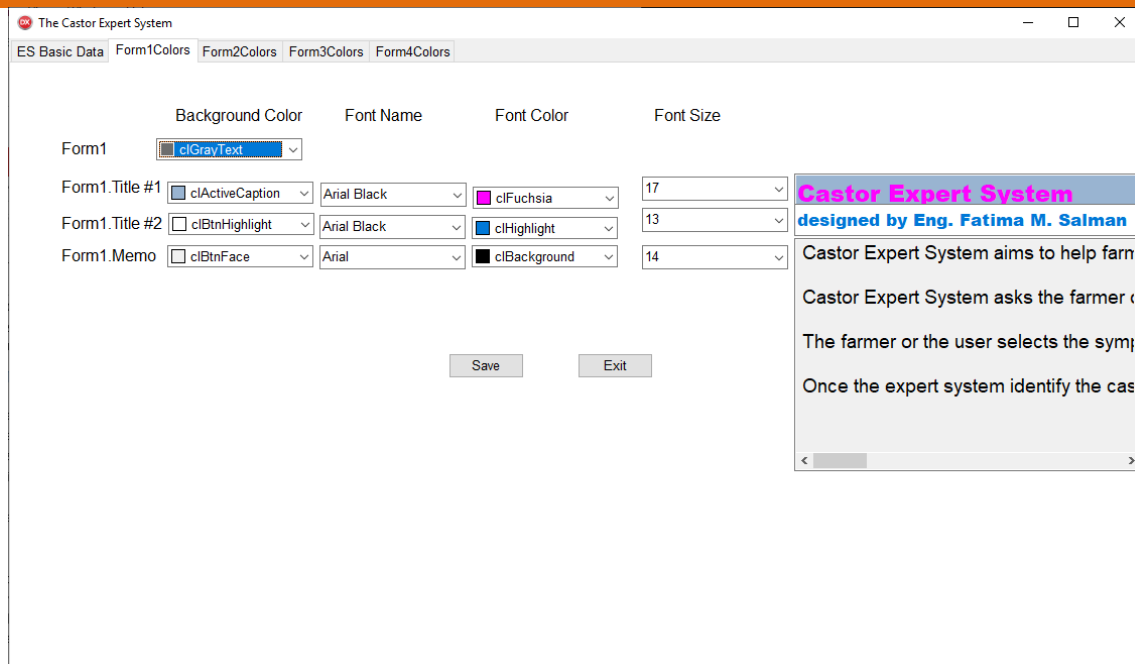 The Castor Expert System
ES Basic Data Form1Colors Form2Colors Form3Colors Form4Colors
Background Color Font Name Font Color Font Size
Form1 clGrayText
Form1.Title #1 clActiveCaption Arial Black clFuchsia 17
Castor Expert System
Form1.Title #2 clBtnHighlight Arial Black clHighlight 13
designed by Eng. Fatima M. Salman
Form1.Memo clBtnFace Arial clBackground 14
Castor Expert System aims to help farm
Castor Expert System asks the farmer
The farmer or the user selects the sym
Once the expert system identify the cas
Save Exit